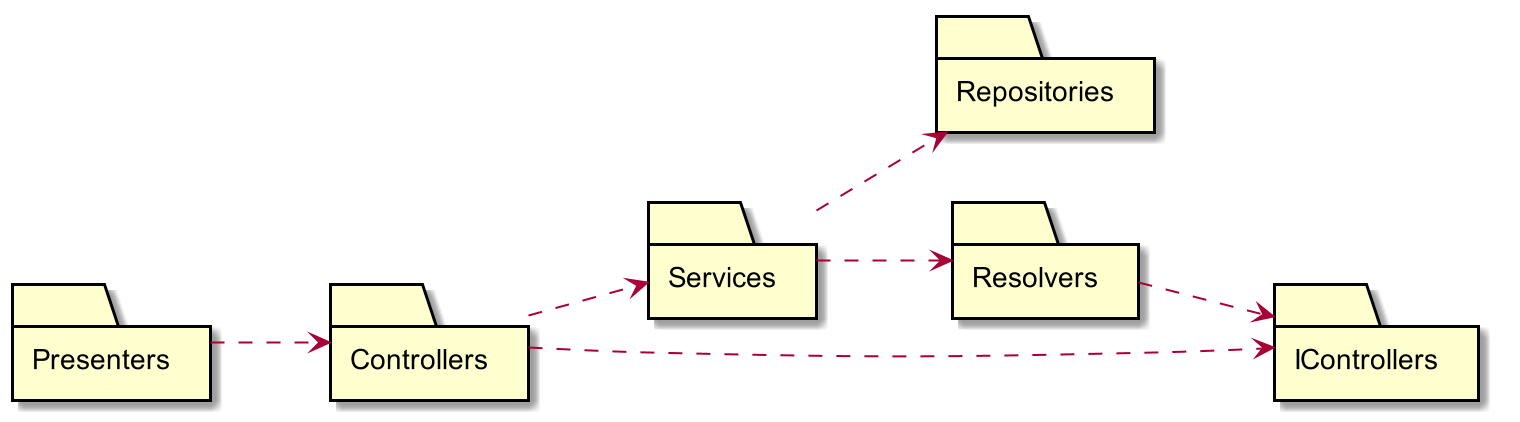 Repositories
Services
Resolvers
Presenters
Controllers
IControllers